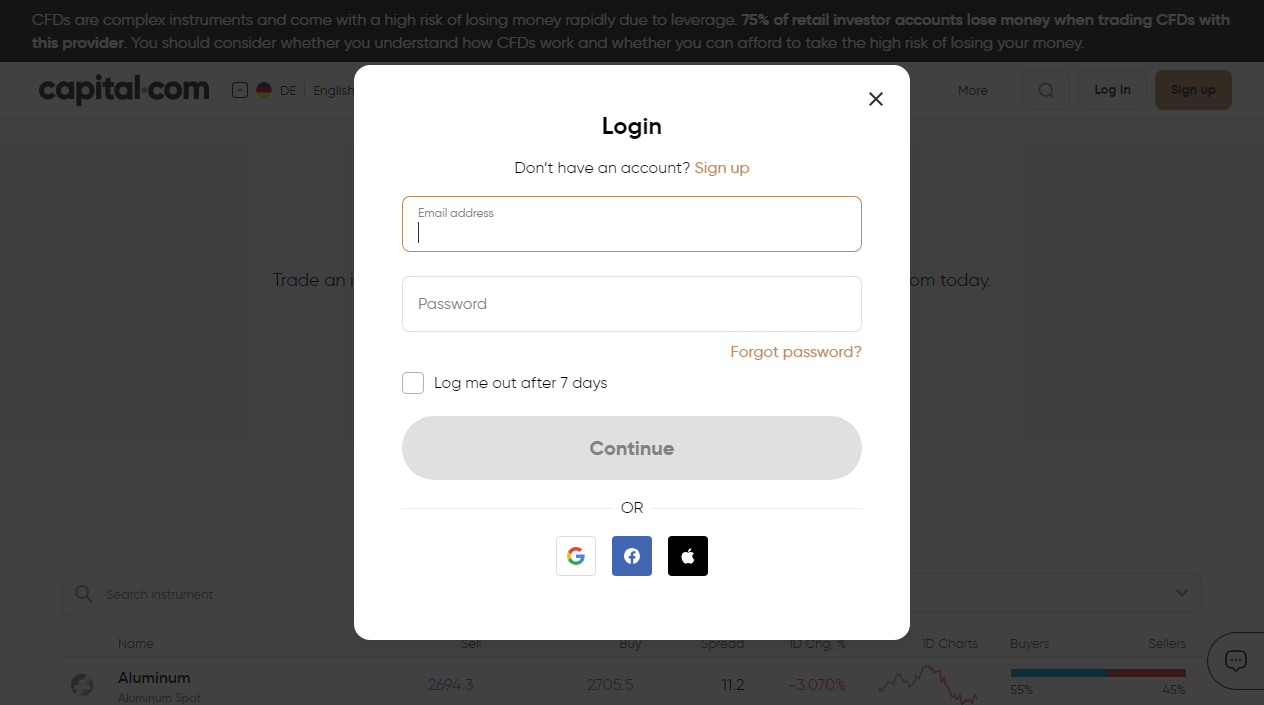 CFDs are complex instruments and come with a high risk of losing money rapidly due to leverage. 75% of retail investor accounts lose money when trading CFDs with
this provider. You should consider whether you understand how CFDs work and whether you can afford to take the high risk of losing your money.
capital.com DE English More Log In Sign up
Login
Don't have an account? Sign up
Email address
Trade an om today.
Password
Forgot password?
Log me out after 7 days
Continue
OR
Search instrument
Name Sell Buy Spread 1D Chg, % 1D Charts Buyers Sellers
Aluminum 2694.3 2705.5 11.2 -3.070%
Aluminum Spot 55% 45%